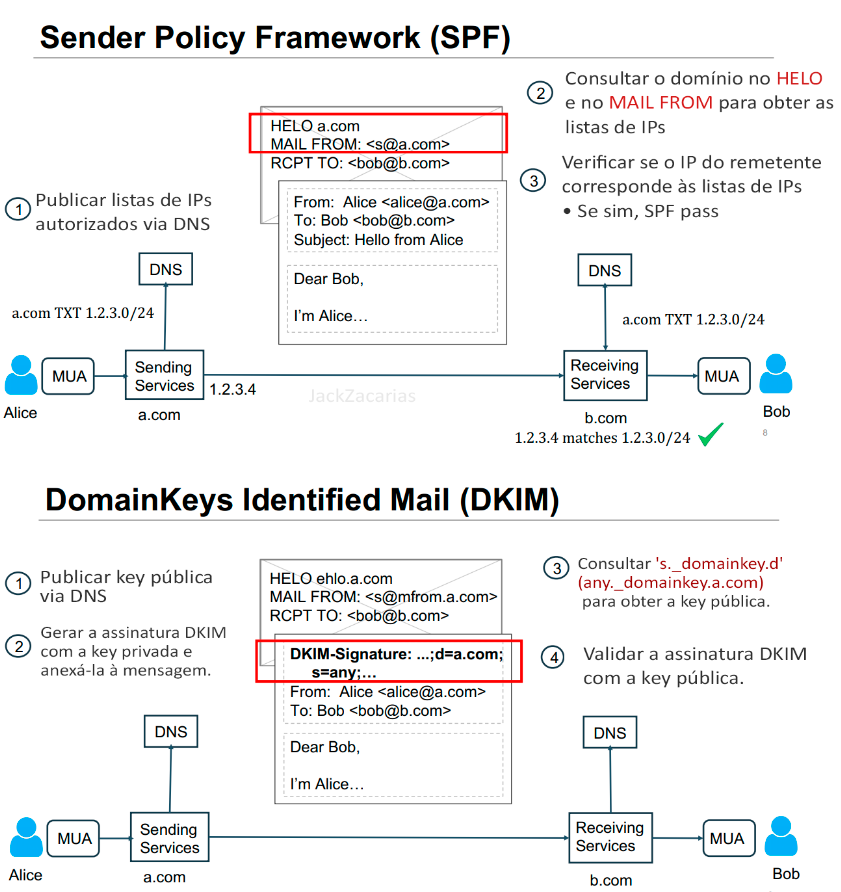 Sender Policy Framework (SPF)
1
Publicar listas de IPs
autorizados via DNS
HELO a.com
MAIL FROM: <s@a.com>
RCPT TO: <bob@b.com>
From: Alice <alice@a.com>
To: Bob <bob@b.com>
Subject: Hello from Alice
Dear Bob,
I'm Alice…
2
Consultar o domínio no HELO
e no MAIL FROM para obter as
listas de IPs
3
Verificar se o IP do remetente
corresponde às listas de IPs
• Se sim, SPF pass
DNS
a.com TXT 1.2.3.0/24
DNS
a.com TXT 1.2.3.0/24
Alice
MUA
Sending
Services
a.com
1.2.3.4
JackZacarias
Receiving
Services
b.com
MUA
Bob
1.2.3.4 matches 1.2.3.0/24
8
DomainKeys Identified Mail (DKIM)
1
Publicar key pública
via DNS
2
Gerar a assinatura DKIM
com a key privada e
anexá-la à mensagem.
HELO ehlo.a.com
MAIL FROM: <s@mfrom.a.com>
RCPT TO: <bob@b.com>
DKIM-Signature: ...;d=a.com;
s=any;…
From: Alice <alice@a.com>
To: Bob <bob@b.com>
Dear Bob,
I'm Alice…
3
Consultar 's._domainkey.d'
(any._domainkey.a.com)
para obter a key pública.
4
Validar a assinatura DKIM
com a key pública.
DNS
DNS
Alice
MUA
Sending
Services
a.com
Receiving
Services
b.com
MUA
Bob